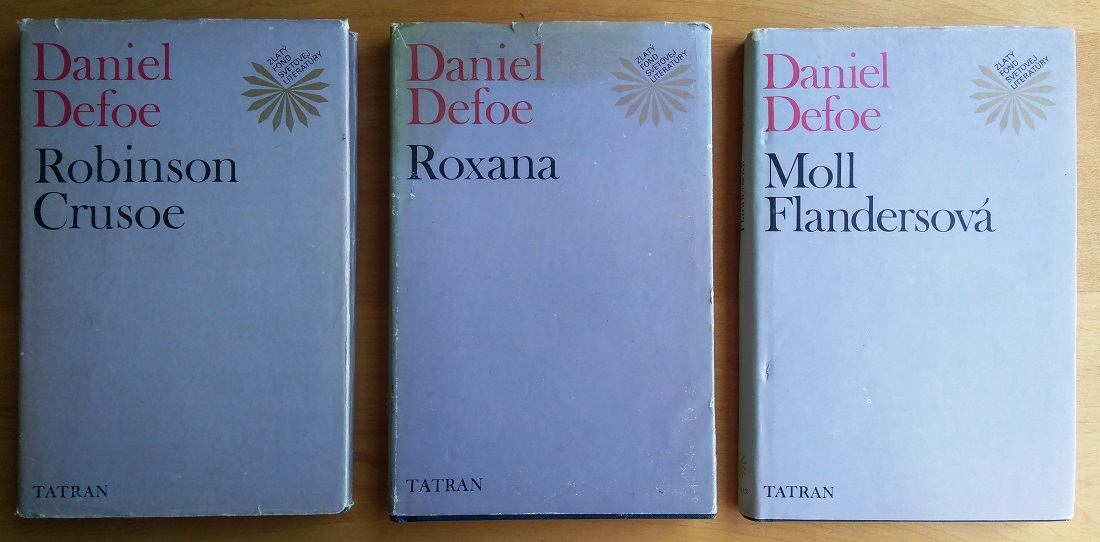 Daniel
Defoe
Robinson
Crusoe
ZLATÝ
FOND
SVETOVEJ
LITERATÚRY
TATRAN
Daniel
Defoe
Roxana
ZLATÝ
FOND
SVETOVEJ
LITERATÚRY
TATRAN
Daniel
Defoe
Moll
Flandersová
ZLATÝ
FOND
SVETOVEJ
LITERATÚRY
TATRAN